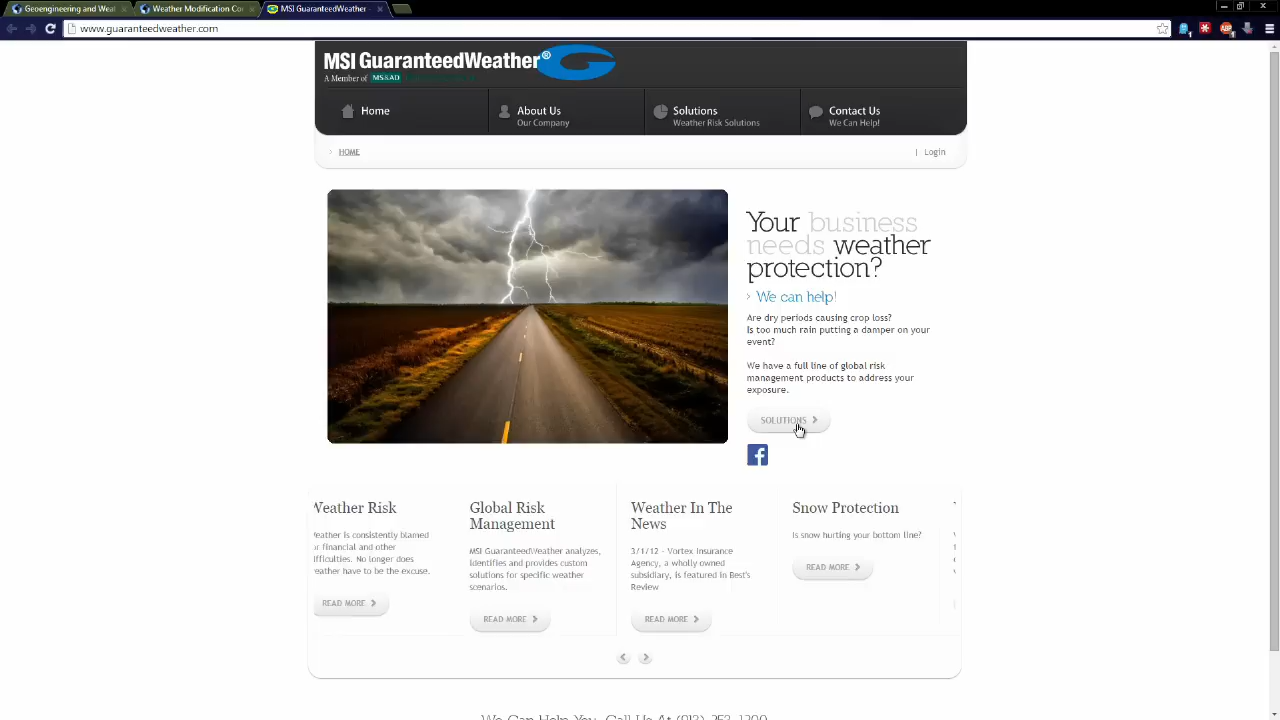 Geoengineering and Weat
Weather Modification Co
MSI GuaranteedWeather -
www.guaranteedweather.com
MSI GuaranteedWeather®
A Member of MS&AD
Home
About Us
Our Company
Solutions
Weather Risk Solutions
Contact Us
We Can Help!
HOME
| Login
Your business
needs weather
protection?
We can help!
Are dry periods causing crop loss?
Is too much rain putting a damper on your
event?
We have a full line of global risk
management products to address your
exposure.
SOLUTIONS
Weather Risk
Weather is consistently blamed
or financial and other
ifficulties. No longer does
weather have to be the excuse.
READ MORE
Global Risk
Management
MSI GuaranteedWeather analyzes,
identifies and provides custom
solutions for specific weather
scenarios.
READ MORE
Weather In The
News
3/1/12 - Vortex Insurance
Agency, a wholly owned
subsidiary, is featured in Best's
Review
READ MORE
Snow Protection
Is snow hurting your bottom line?
READ MORE
We Can Help You. Call Us At (913) 253-1200